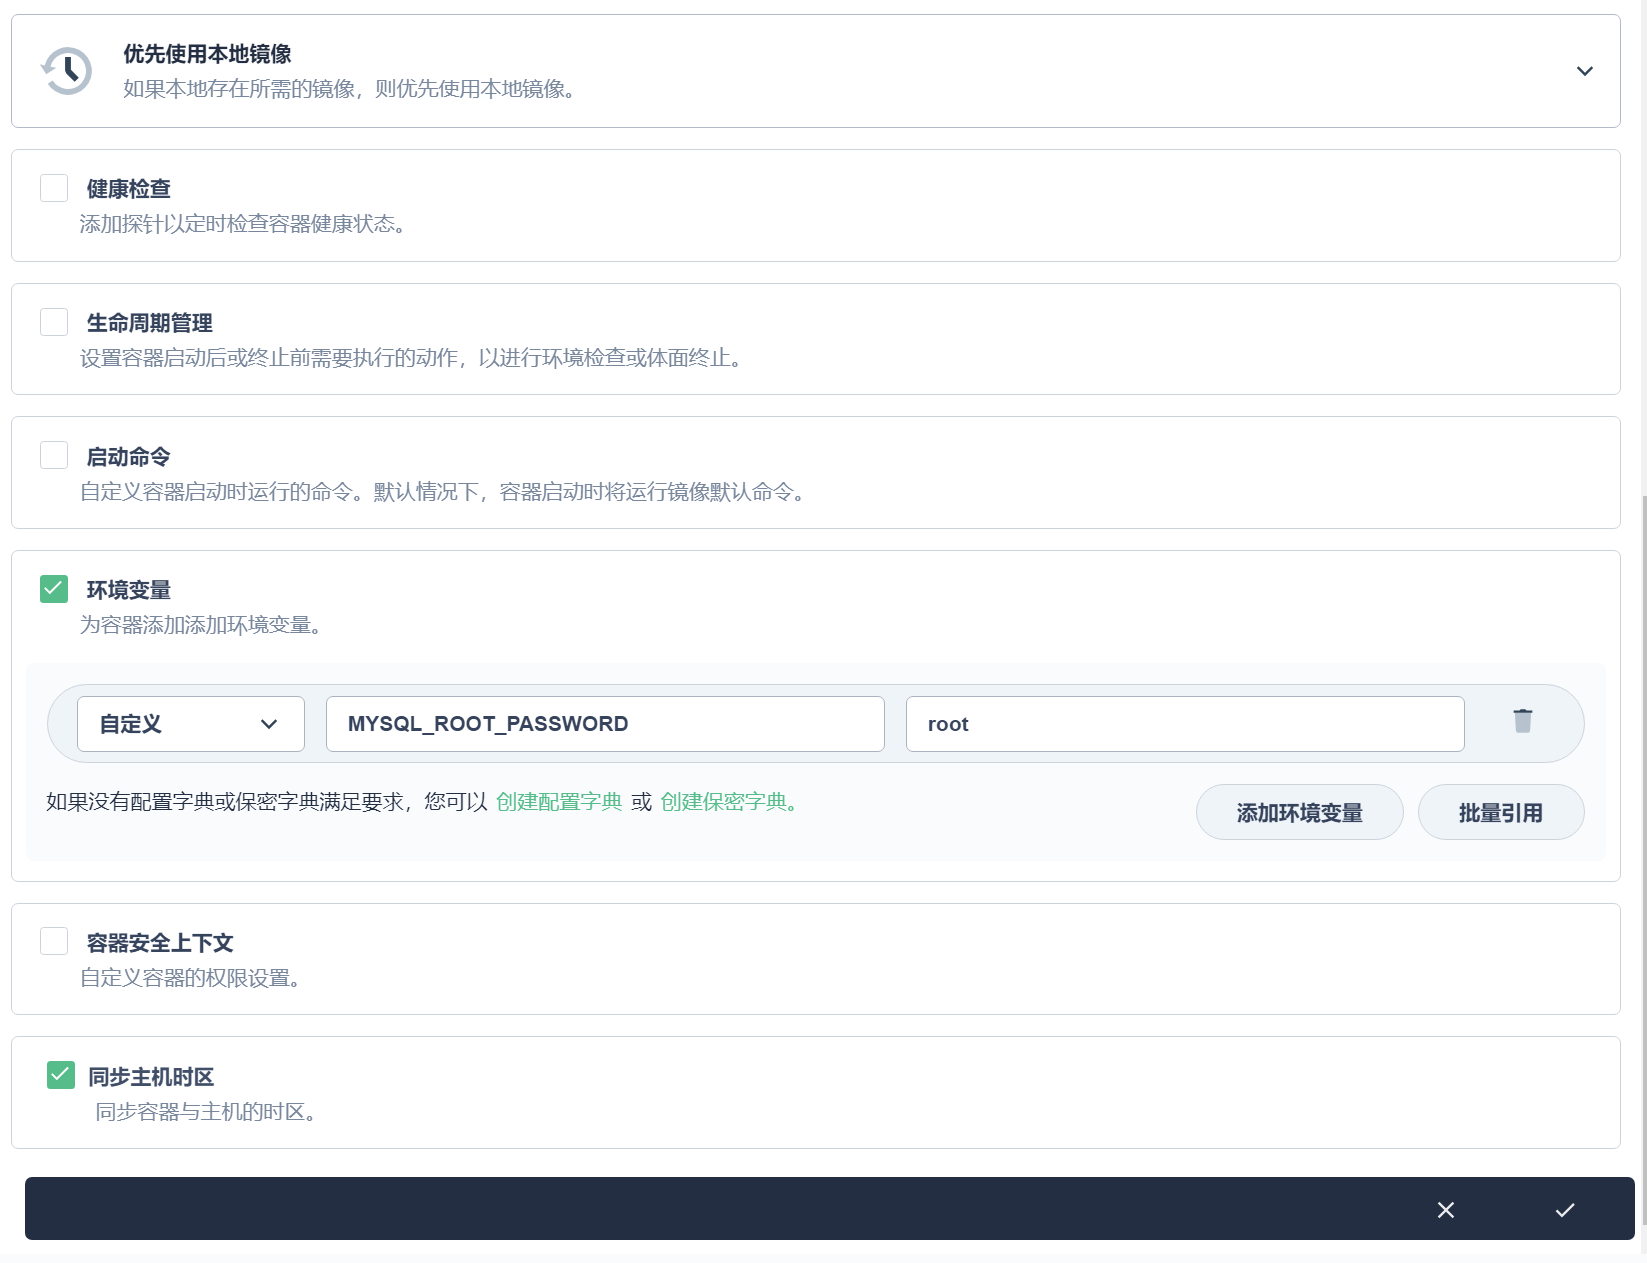 优先使用本地镜像
如果本地存在所需的镜像，则优先使用本地镜像。
健康检查
添加探针以定时检查容器健康状态。
生命周期管理
设置容器启动后或终止前需要执行的动作，以进行环境检查或体面终止。
启动命令
自定义容器启动时运行的命令。默认情况下，容器启动时将运行镜像默认命令。
环境变量
为容器添加添加环境变量。
自定义 MYSQL_ROOT_PASSWORD root
如果没有配置字典或保密字典满足要求，您可以 创建配置字典 或 创建保密字典。
添加环境变量 批量引用
容器安全上下文
自定义容器的权限设置。
同步主机时区
同步容器与主机的时区。